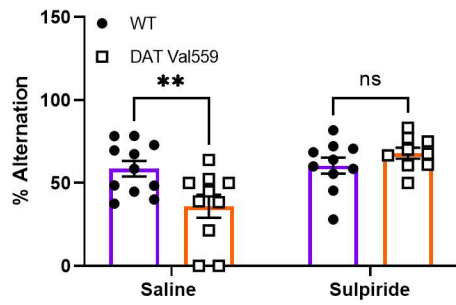 150
WT
DAT Val559
**
ns
100
% Alternation
50
0
Saline
Sulpiride